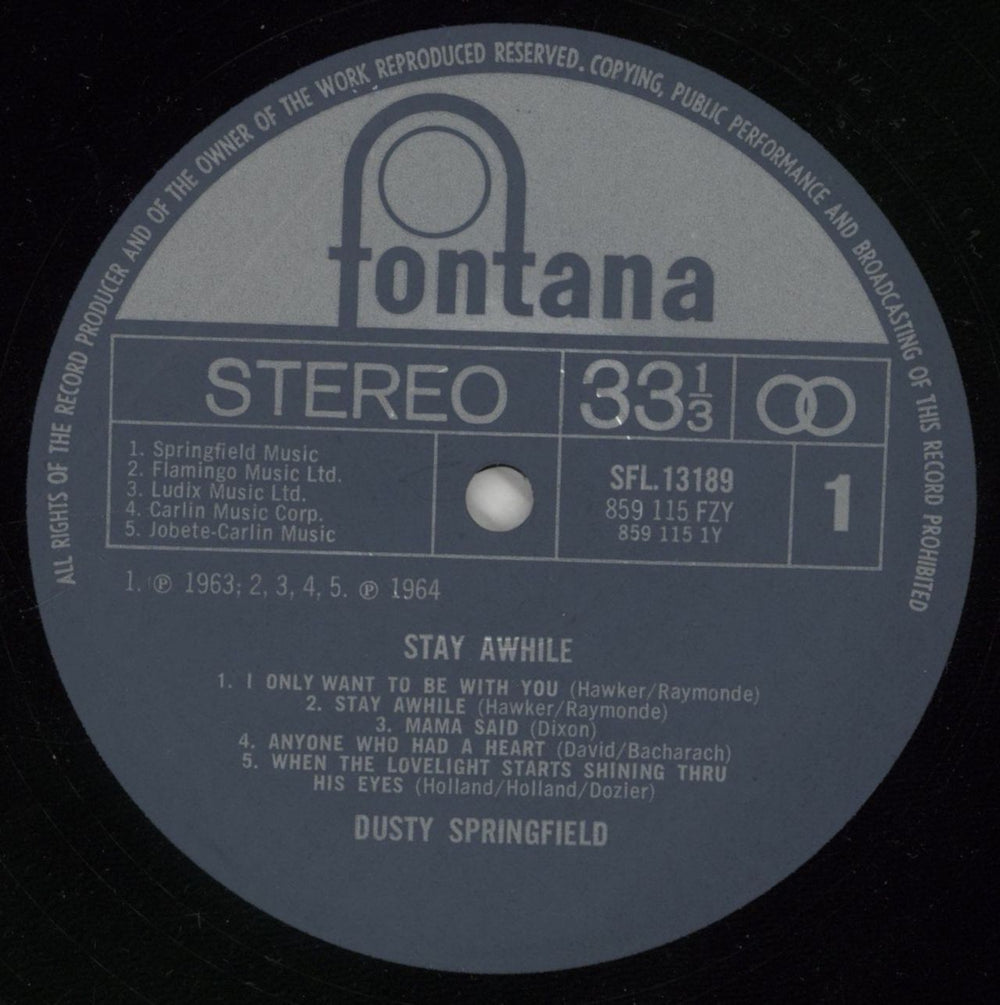 ALL RIGHTS OF THE RECORD PRODUCER AND OF THE OWNER OF THE WORK REPRODUCED RESERVED. COPYING, PUBLIC PERFORMANCE AND BROADCASTING OF THIS RECORD PROHIBITED
fontana
STEREO 33 1/3
1. Springfield Music
2. Flamingo Music Ltd.
3. Ludix Music Ltd.
4. Carlin Music Corp.
5. Jobete-Carlin Music
SFL.13189
859 115 FZY
859 115 1Y
1
1. ℗ 1963; 2, 3, 4, 5. ℗ 1964
STAY AWHILE
1. I ONLY WANT TO BE WITH YOU (Hawker/Raymonde)
2. STAY AWHILE (Hawker/Raymonde)
3. MAMA SAID (Dixon)
4. ANYONE WHO HAD A HEART (David/Bacharach)
5. WHEN THE LOVELIGHT STARTS SHINING THRU
HIS EYES (Holland/Holland/Dozier)
DUSTY SPRINGFIELD